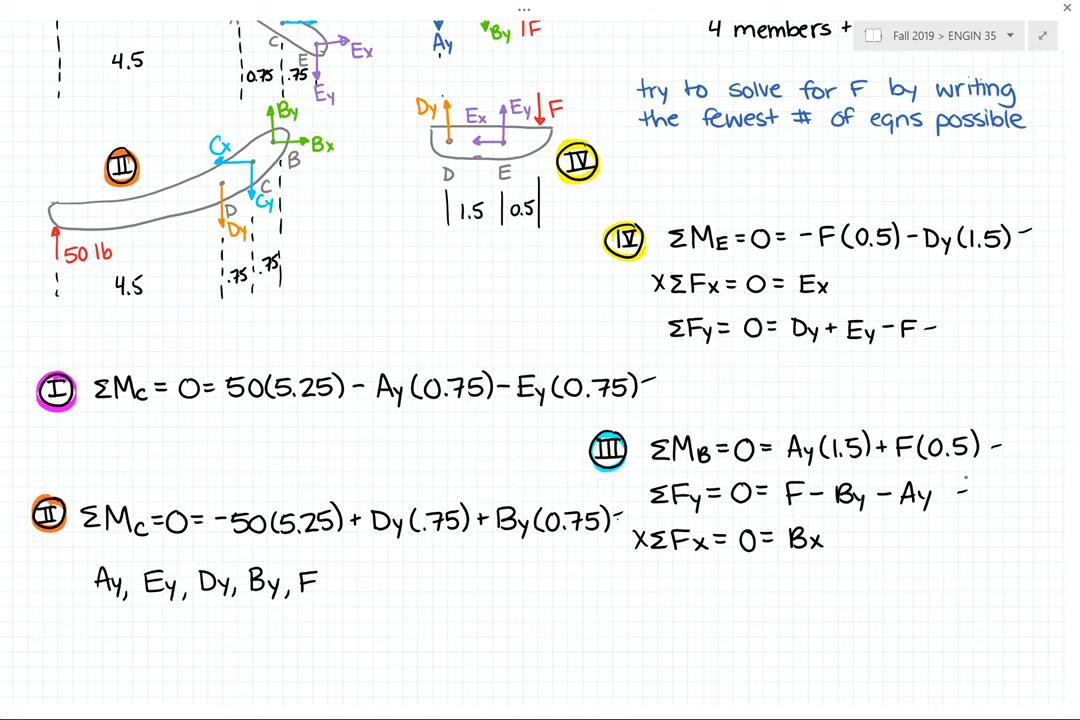 4 members +
Fall 2019 > ENGIN 35
Ay By F
C E Ex
4.5 0.75 .75
Ey
try to solve for F by writing
the fewest # of eqns possible
By
Dy Ex Ey F
Cx Bx
II B
C D E IV
D Cy
Dy 1.5 0.5
50 lb
.75 .75
4.5
IV ΣME = 0 = -F(0.5) - Dy(1.5) -
x ΣFx = 0 = Ex
ΣFy = 0 = Dy + Ey - F -
I ΣMc = 0 = 50(5.25) - Ay(0.75) - Ey(0.75) -
III ΣMB = 0 = Ay(1.5) + F(0.5) -
ΣFy = 0 = F - By - Ay -
II ΣMc = 0 = -50(5.25) + Dy(.75) + By(0.75) -
x ΣFx = 0 = Bx
Ay, Ey, Dy, By, F